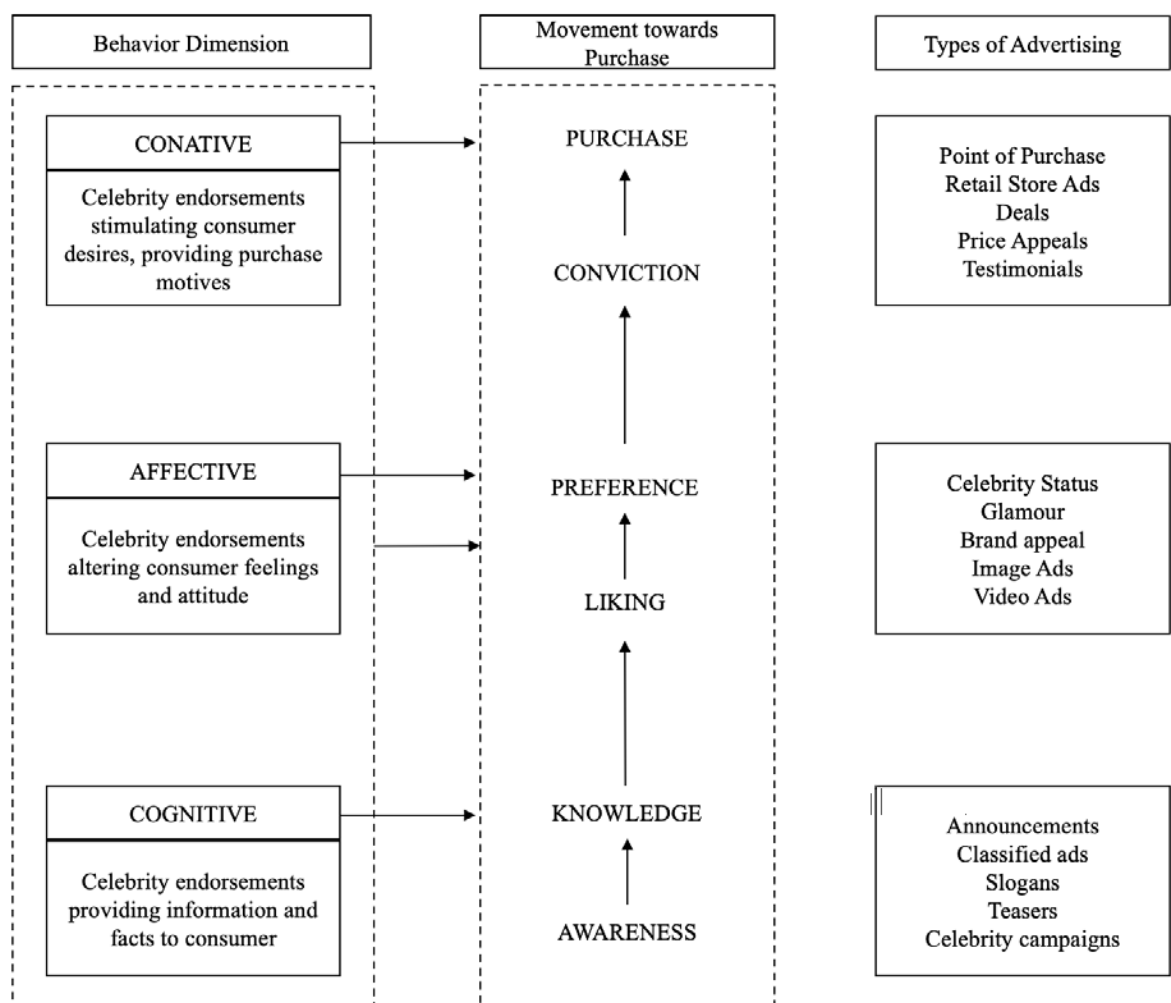 Behavior Dimension
Movement towards
Purchase
Types of Advertising
CONATIVE
Celebrity endorsements
stimulating consumer
desires, providing purchase
motives
PURCHASE
CONVICTION
Point of Purchase
Retail Store Ads
Deals
Price Appeals
Testimonials
AFFECTIVE
Celebrity endorsements
altering consumer feelings
and attitude
PREFERENCE
LIKING
Celebrity Status
Glamour
Brand appeal
Image Ads
Video Ads
COGNITIVE
Celebrity endorsements
providing information and
facts to consumer
KNOWLEDGE
AWARENESS
Announcements
Classified ads
Slogans
Teasers
Celebrity campaigns